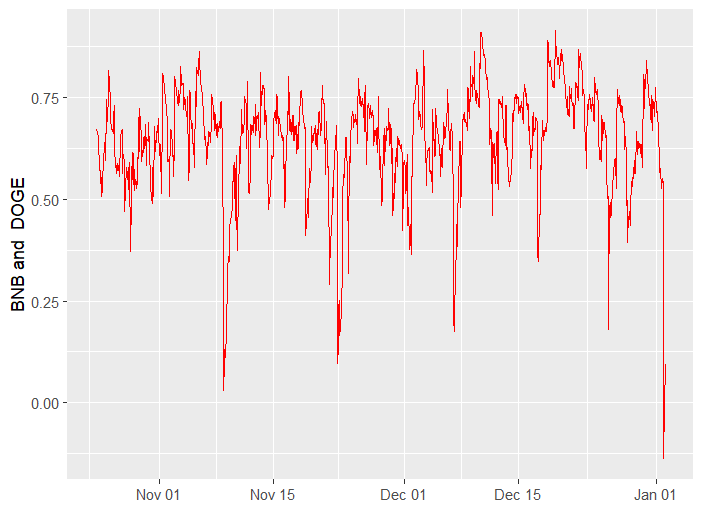 BNB and  DOGE
0.75
0.50
0.25
0.00
Nov 01
Nov 15
Dec 01
Dec 15
Jan 01